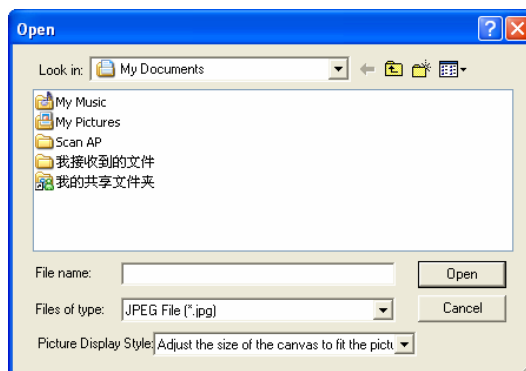 Open
Look in: My Documents
My Music
My Pictures
Scan AP
我接收到的文件
我的共享文件夹
File name:
Open
Files of type: JPEG File (*.jpg)
Cancel
Picture Display Style: Adjust the size of the canvas to fit the